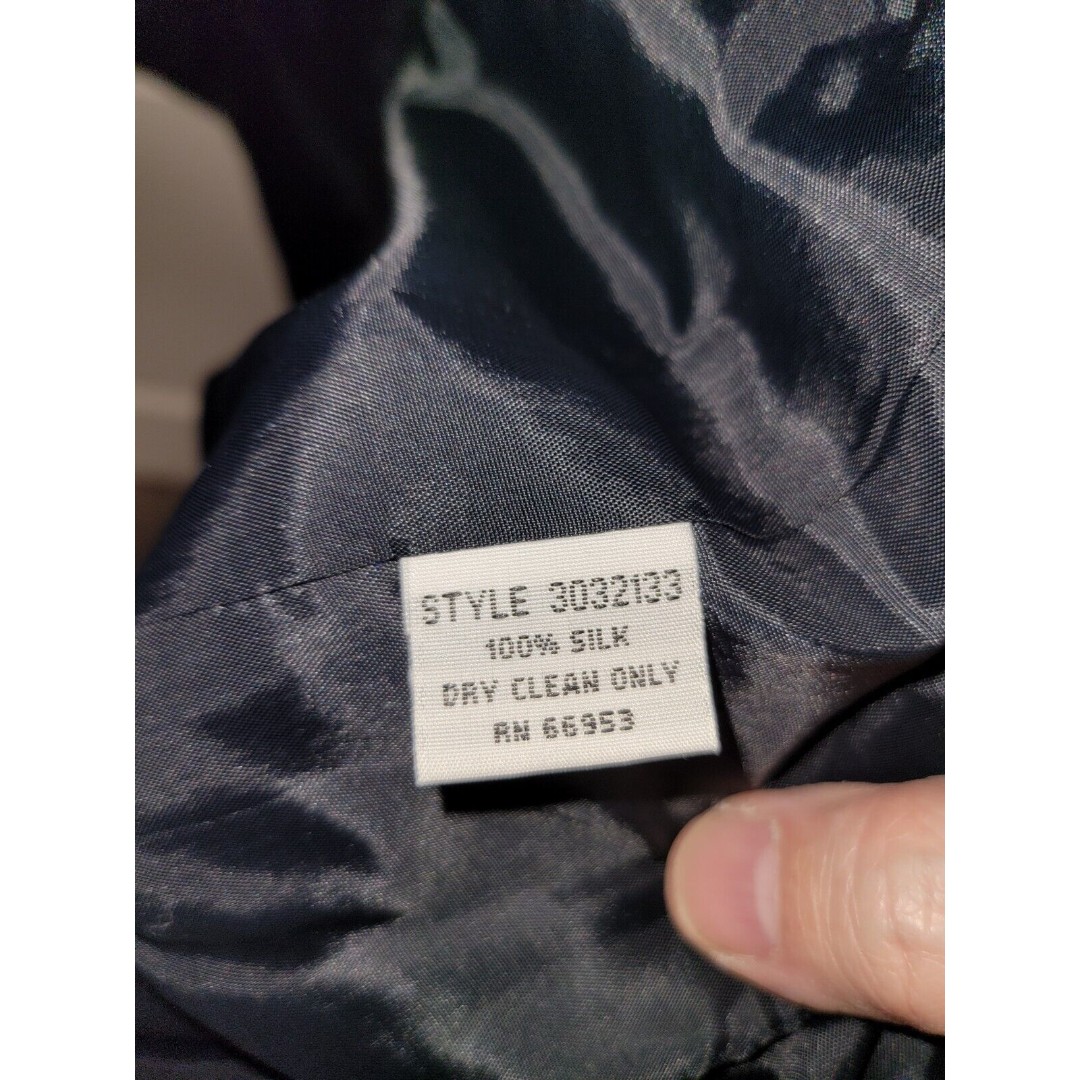 STYLE 3032133
100% SILK
DRY CLEAN ONLY
RN 66953